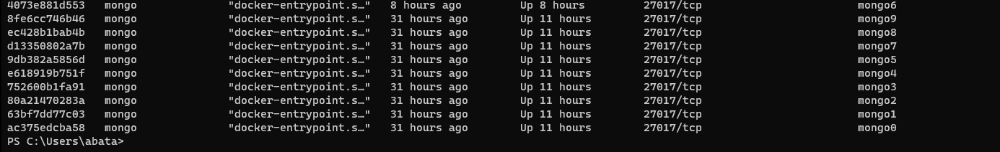 4073e881d553 mongo "docker-entrypoint.s…" 8 hours ago Up 8 hours 27017/tcp mongo6
8fe6cc746b46 mongo "docker-entrypoint.s…" 31 hours ago Up 11 hours 27017/tcp mongo9
ec428b1bab4b mongo "docker-entrypoint.s…" 31 hours ago Up 11 hours 27017/tcp mongo8
d13350802a7b mongo "docker-entrypoint.s…" 31 hours ago Up 11 hours 27017/tcp mongo7
9db382a5856d mongo "docker-entrypoint.s…" 31 hours ago Up 11 hours 27017/tcp mongo5
e618919b751f mongo "docker-entrypoint.s…" 31 hours ago Up 11 hours 27017/tcp mongo4
752600b1fa91 mongo "docker-entrypoint.s…" 31 hours ago Up 11 hours 27017/tcp mongo3
80a21470283a mongo "docker-entrypoint.s…" 31 hours ago Up 11 hours 27017/tcp mongo2
63bf7dd77c03 mongo "docker-entrypoint.s…" 31 hours ago Up 11 hours 27017/tcp mongo1
ac375edcba58 mongo "docker-entrypoint.s…" 31 hours ago Up 11 hours 27017/tcp mongo0
PS C:\Users\abata>